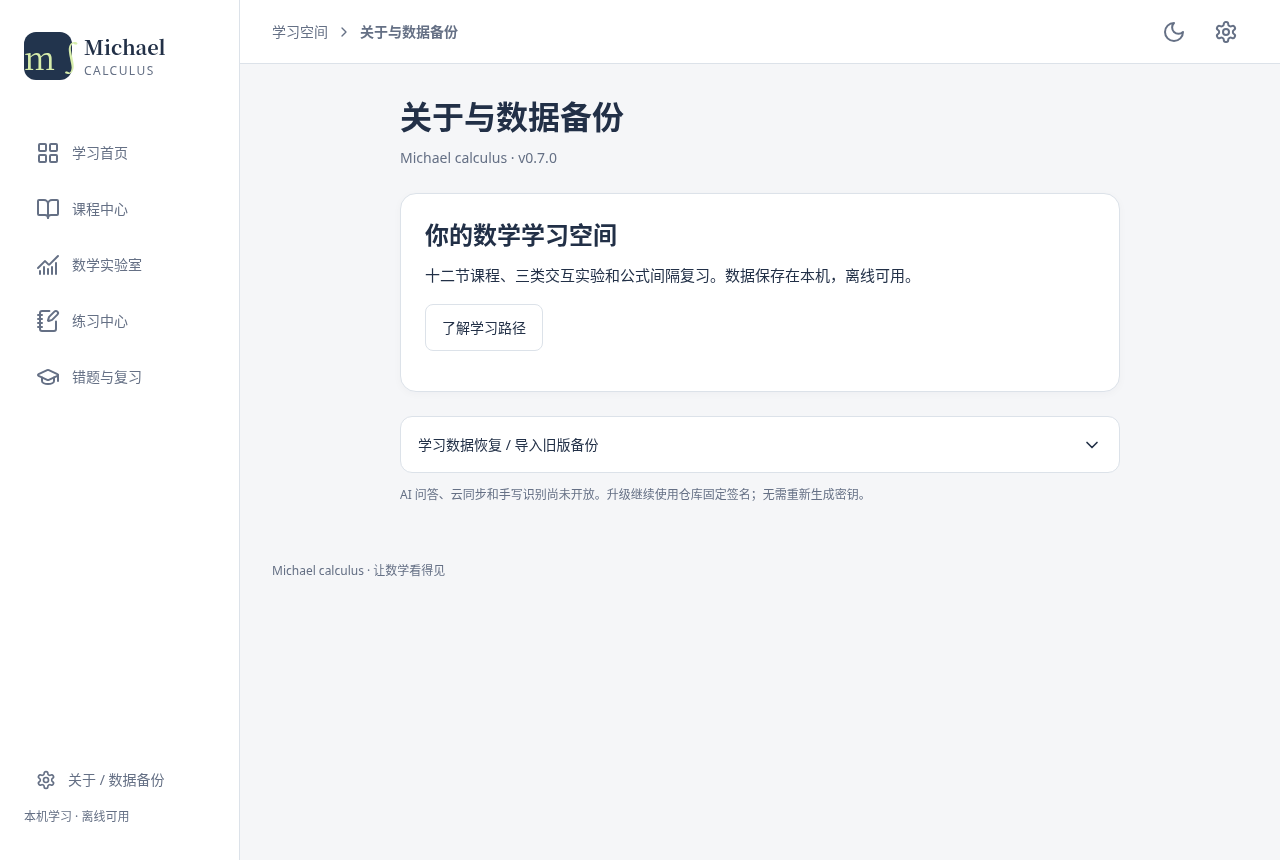 m ∫
Michael
CALCULUS
学习首页
课程中心
数学实验室
练习中心
错题与复习
关于 / 数据备份
本机学习 · 离线可用
学习空间
关于与数据备份
关于与数据备份
Michael calculus · v0.7.0
你的数学学习空间
十二节课程、三类交互实验和公式间隔复习。数据保存在本机，离线可用。
了解学习路径
学习数据恢复 / 导入旧版备份
AI 问答、云同步和手写识别尚未开放。升级继续使用仓库固定签名；无需重新生成密钥。
Michael calculus · 让数学看得见